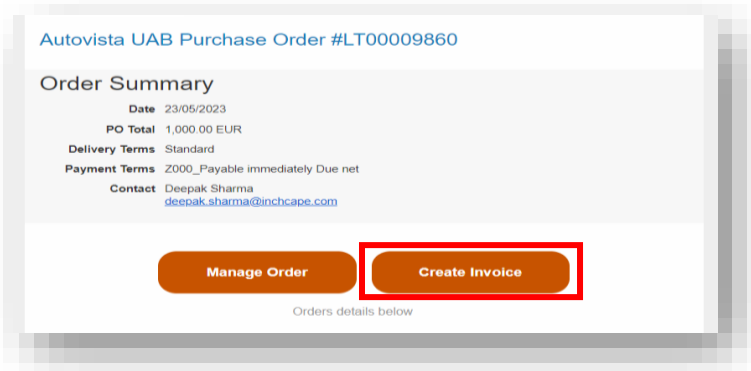 Autovista UAB Purchase Order #LT00009860
Order Summary
Date 23/05/2023
PO Total 1,000.00 EUR
Delivery Terms Standard
Payment Terms Z000_Payable immediately Due net
Contact Deepak Sharma
deepak.sharma@inchcape.com
Manage Order Create Invoice
Orders details below